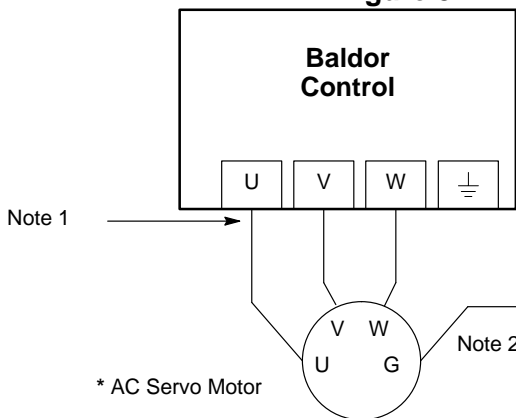 Baldor
Control
U V W
Note 1
V W
U G
Note 2
* AC Servo Motor